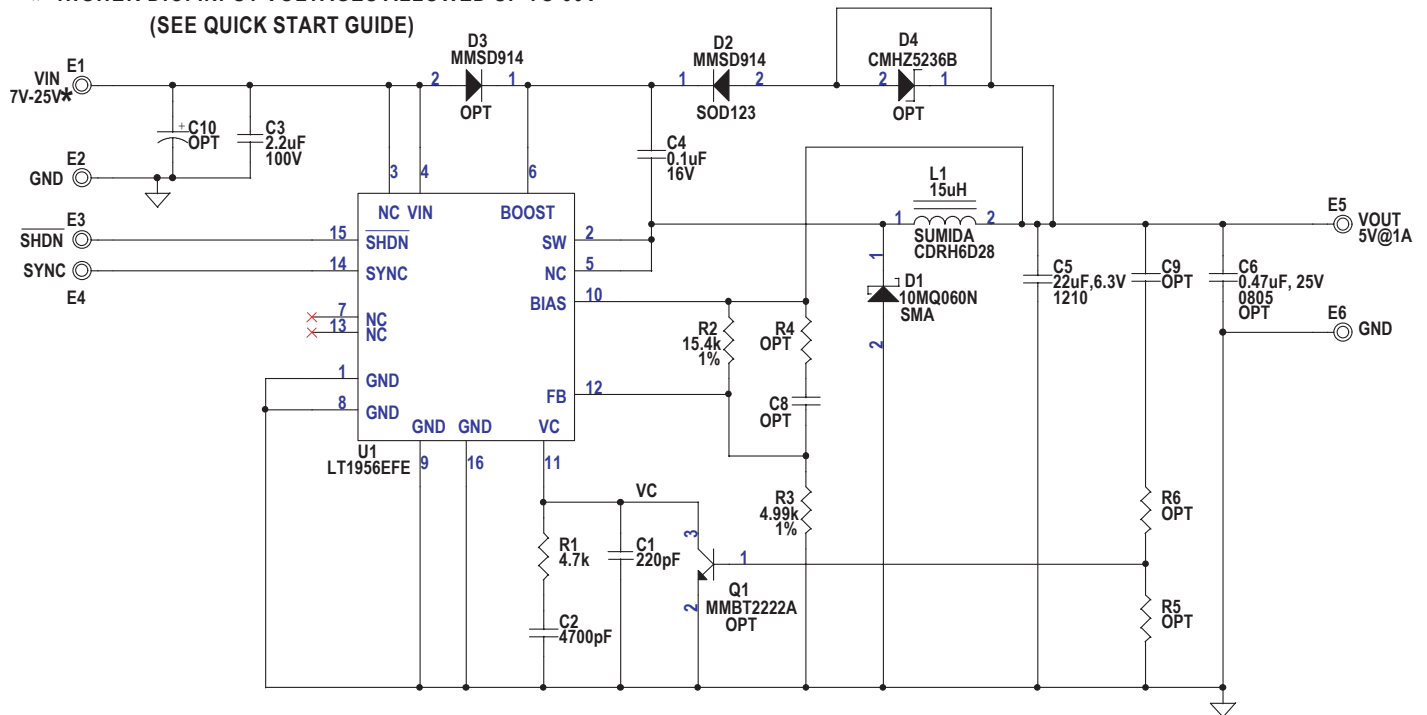 (SEE QUICK START GUIDE)
E1
VIN
7V-25V*
E2
GND
E3
SHDN
SYNC
E4
+
C10
OPT
C3
2.2uF
100V
D3
MMSD914
2
1
OPT
D2
MMSD914
1
2
SOD123
D4
CMHZ5236B
2
1
OPT
C4
0.1uF
16V
3
4
6
NC
VIN
BOOST
15
SHDN
14
SYNC
7
NC
13
NC
1
GND
8
GND
GND
GND
VC
9
16
11
SW
2
NC
5
BIAS
10
FB
12
U1
LT1956EFE
L1
15uH
1
2
SUMIDA
CDRH6D28
1
D1
10MQ060N
SMA
2
R2
15.4k
1%
R4
OPT
C8
OPT
R3
4.99k
1%
C5
22uF,6.3V
1210
C9
OPT
C6
0.47uF, 25V
0805
OPT
E5
VOUT
5V@1A
E6
GND
VC
R1
4.7k
C2
4700pF
C1
220pF
3
1
2
Q1
MMBT2222A
OPT
R6
OPT
R5
OPT